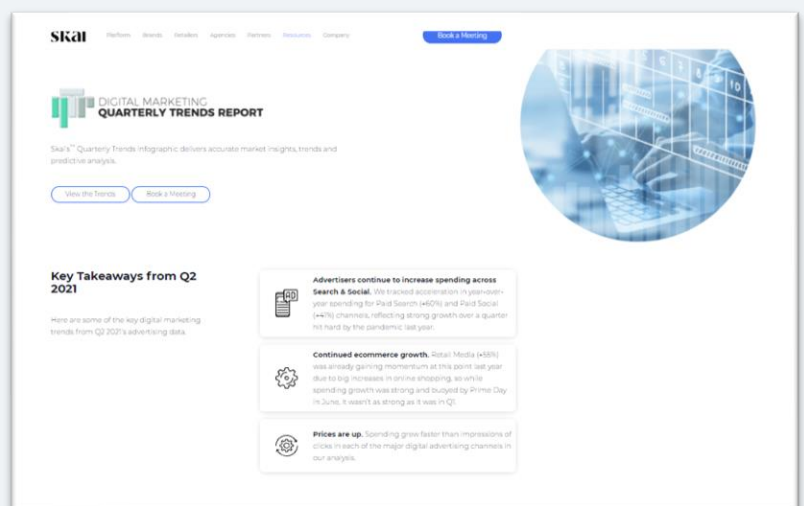 skai Platform Brands Retailers Agencies Partners Resources Company Book a Meeting
DIGITAL MARKETING
QUARTERLY TRENDS REPORT
Skai's™ Quarterly Trends Infographic delivers accurate market insights, trends and
predictive analysis.
View the Trends Book a Meeting
Key Takeaways from Q2
2021
Here are some of the key digital marketing
trends from Q2 2021's advertising data.
AD
Advertisers continue to increase spending across
Search & Social. We tracked acceleration in year-over-
year spending for Paid Search (+60%) and Paid Social
channels, reflecting strong growth over a quarter
hit hard by the pandemic last year.
Continued ecommerce growth. Retail Media
was already gaining momentum at this point last year
due to big increases in online shopping, so while
spending growth was strong and buoyed by Prime Day
in June, it wasn't as strong as it was in Q1.
Prices are up. Spending grew faster than impressions of
clicks in each of the major digital advertising channels in
our analysis.